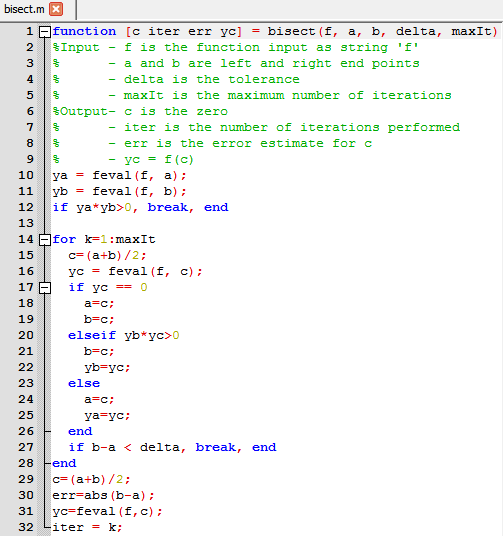 bisect.m
1 function [c iter err yc] = bisect(f, a, b, delta, maxIt)
2 %Input - f is the function input as string 'f'
3 %      - a and b are left and right end points
4 %      - delta is the tolerance
5 %      - maxIt is the maximum number of iterations
6 %Output- c is the zero
7 %      - iter is the number of iterations performed
8 %      - err is the error estimate for c
9 %      - yc = f(c)
10 ya = feval(f, a);
11 yb = feval(f, b);
12 if ya*yb>0, break, end
13
14 for k=1:maxIt
15   c=(a+b)/2;
16   yc = feval(f, c);
17   if yc == 0
18     a=c;
19     b=c;
20   elseif yb*yc>0
21     b=c;
22     yb=yc;
23   else
24     a=c;
25     ya=yc;
26   end
27   if b-a < delta, break, end
28 end
29 c=(a+b)/2;
30 err=abs(b-a);
31 yc=feval(f,c);
32 iter = k;